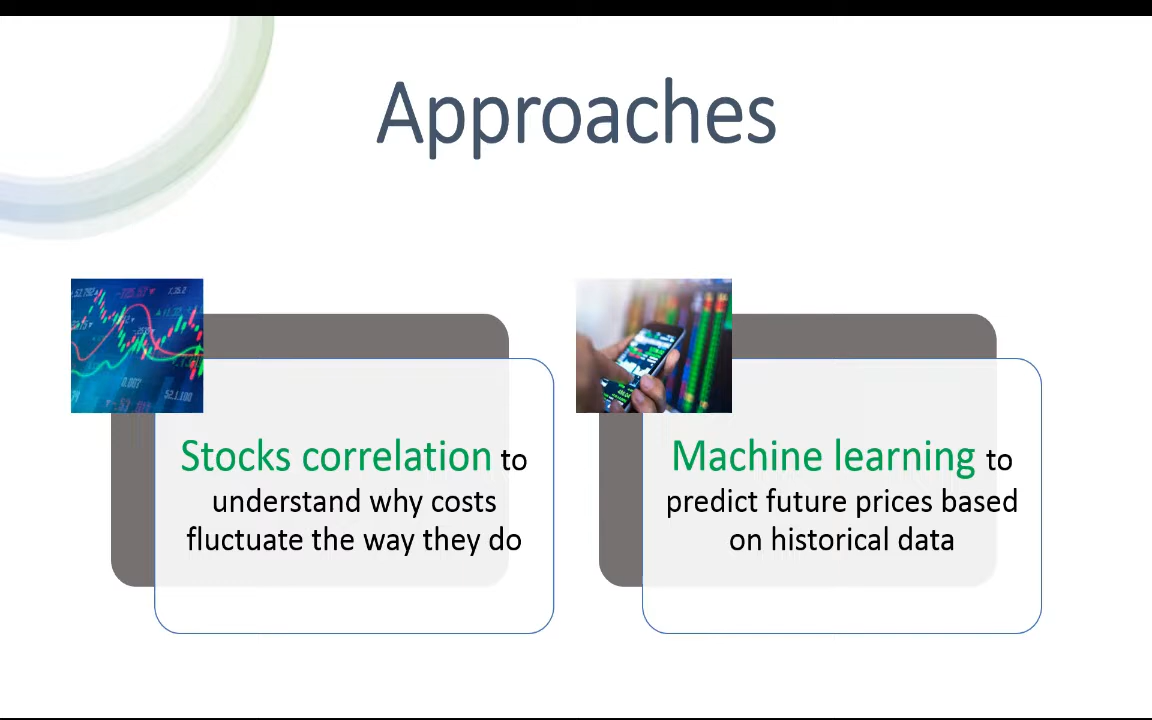 Approaches
Stocks correlation to
understand why costs
fluctuate the way they do
Machine learning to
predict future prices based
on historical data